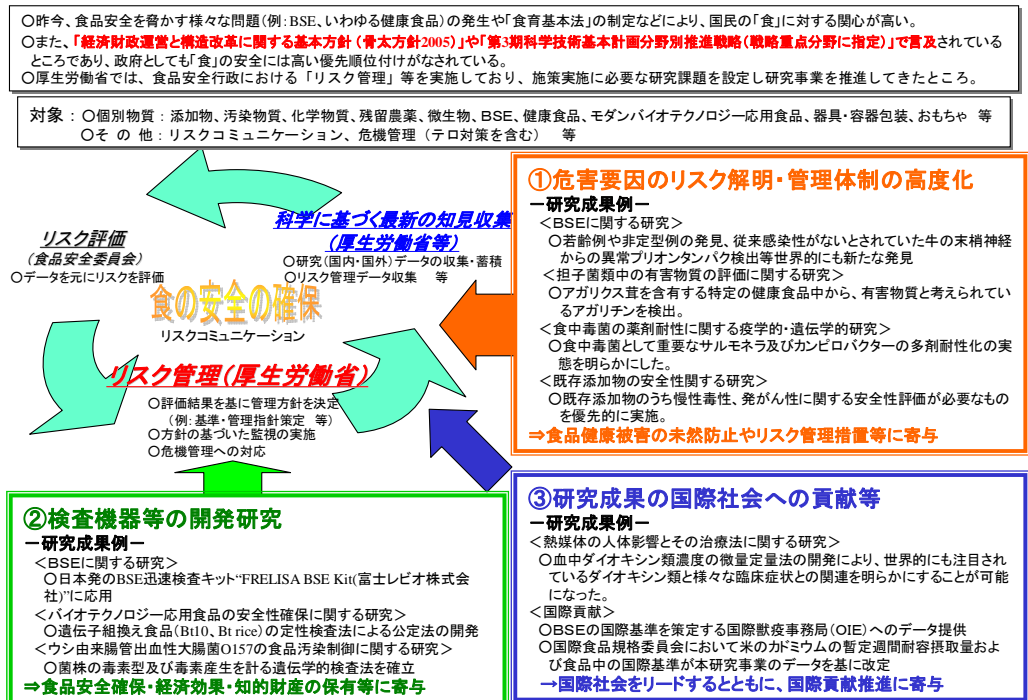 ○昨今、食品安全を脅かす様々な問題(例:BSE、いわゆる健康食品)の発生や「食育基本法」の制定などにより、国民の「食」に対する関心が高い。
○また、「経済財政運営と構造改革に関する基本方針(骨太方針2005)」や「第3期科学技術基本計画分野別推進戦略(戦略重点分野に指定)」で言及されている
ところであり、政府としても「食」の安全には高い優先順位付けがなされている。
○厚生労働省では、食品安全行政における「リスク管理」等を実施しており、施策実施に必要な研究課題を設定し研究事業を推進してきたところ。
対象:○個別物質:添加物、汚染物質、化学物質、残留農薬、微生物、BSE、健康食品、モダンバイオテクノロジー応用食品、器具・容器包装、おもちゃ 等
○そ の 他:リスクコミュニケーション、危機管理(テロ対策を含む) 等
科学に基づく最新の知見収集
(厚生労働省等)
○研究(国内・国外)データの収集・蓄積
○リスク管理データ収集 等
リスク評価
(食品安全委員会)
○データを元にリスクを評価
食の安全の確保
リスクコミュニケーション
リスク管理(厚生労働省)
○評価結果を基に管理方針を決定
(例:基準・管理指針策定 等)
○方針の基づいた監視の実施
○危機管理への対応
①危害要因のリスク解明・管理体制の高度化
-研究成果例-
<BSEに関する研究>
○若齢例や非定型例の発見、従来感染性がないとされていた牛の末梢神経
からの異常プリオンタンパク検出等世界的にも新たな発見
<担子菌類中の有害物質の評価に関する研究>
○アガリクス茸を含有する特定の健康食品中から、有害物質と考えられてい
るアガリチンを検出。
<食中毒菌の薬剤耐性に関する疫学的・遺伝学的研究>
○食中毒菌として重要なサルモネラ及びカンピロバクターの多剤耐性化の実
態を明らかにした。
<既存添加物の安全性関する研究>
○既存添加物のうち慢性毒性、発がん性に関する安全性評価が必要なもの
を優先的に実施。
⇒食品健康被害の未然防止やリスク管理措置等に寄与
②検査機器等の開発研究
-研究成果例-
<BSEに関する研究>
○日本発のBSE迅速検査キット“FRELISA BSE Kit(富士レビオ株式会
社)”に応用
<バイオテクノロジー応用食品の安全性確保に関する研究>
○遺伝子組換え食品(Bt10、Bt rice)の定性検査法による公定法の開発
<ウシ由来腸管出血性大腸菌O157の食品汚染制御に関する研究>
○菌株の毒素型及び毒素産生を計る遺伝学的検査法を確立
⇒食品安全確保・経済効果・知的財産の保有等に寄与
③研究成果の国際社会への貢献等
-研究成果例-
<熱媒体の人体影響とその治療法に関する研究>
○血中ダイオキシン類濃度の微量定量法の開発により、世界的にも注目され
ているダイオキシン類と様々な臨床症状との関連を明らかにすることが可能
になった。
<国際貢献>
○BSEの国際基準を策定する国際獣疫事務局(OIE)へのデータ提供
○国際食品規格委員会において米のカドミウムの暫定週間耐容摂取量およ
び食品中の国際基準が本研究事業のデータを基に改定
→国際社会をリードするとともに、国際貢献推進に寄与